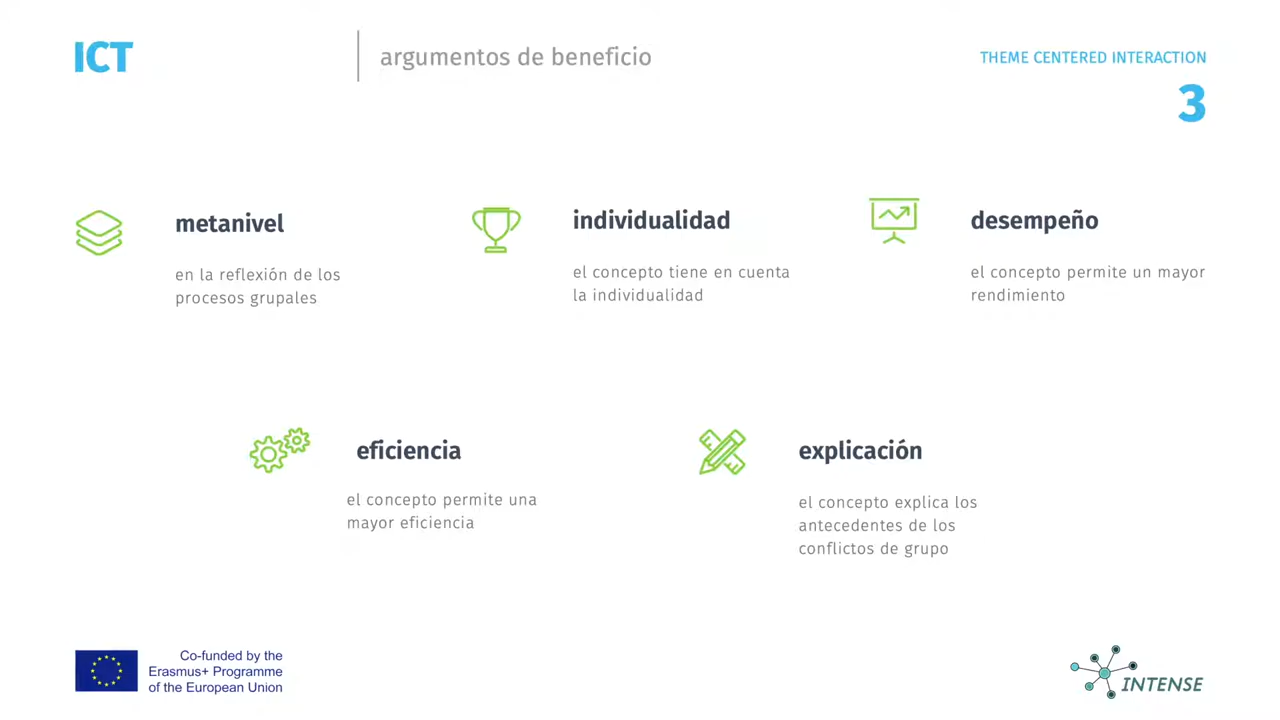 ICT
argumentos de beneficio
THEME CENTERED INTERACTION
3
metanivel
en la reflexión de los
procesos grupales
individualidad
el concepto tiene en cuenta
la individualidad
desempeño
el concepto permite un mayor
rendimiento
eficiencia
el concepto permite una
mayor eficiencia
explicación
el concepto explica los
antecedentes de los
conflictos de grupo
Co-funded by the
Erasmus+ Programme
of the European Union
INTENSE